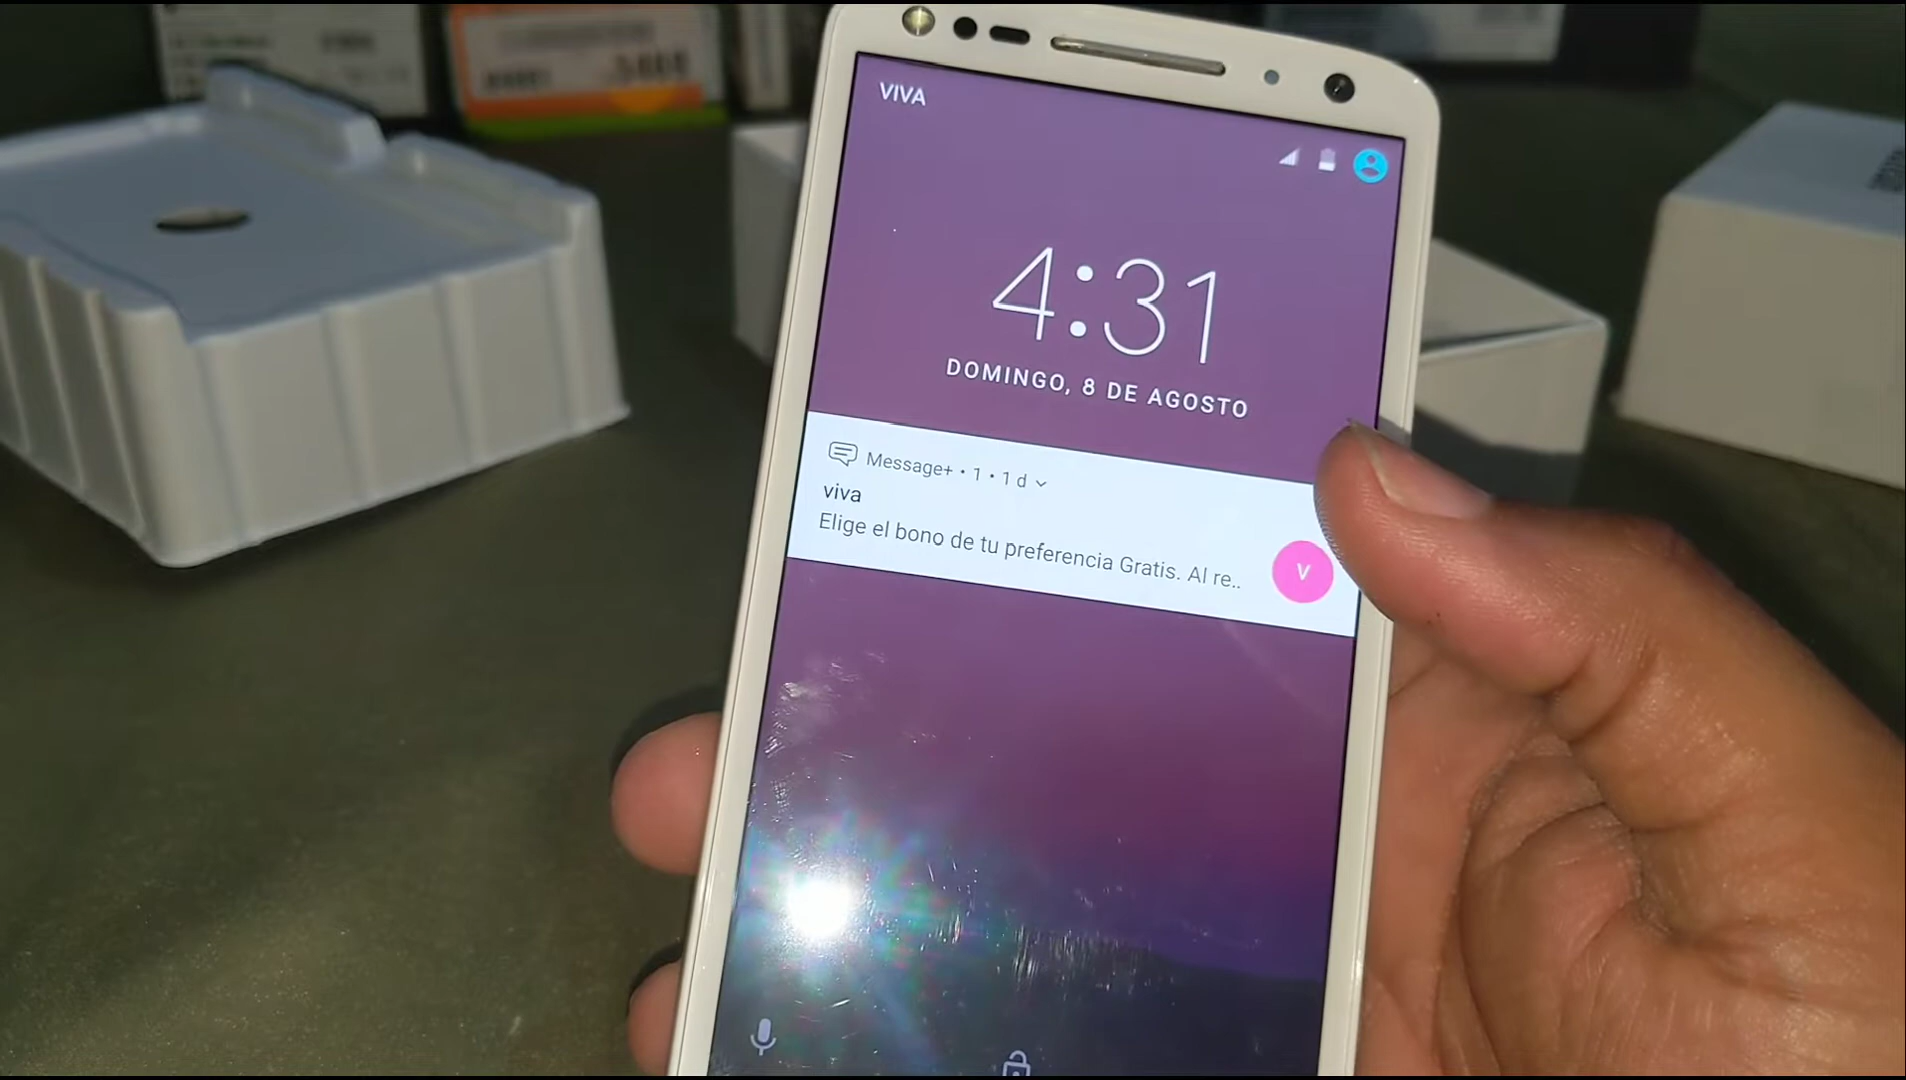 VIVA
4:31
DOMINGO, 8 DE AGOSTO
Message+ • 1 • 1 d
viva
Elige el bono de tu preferencia Gratis. Al re..
V